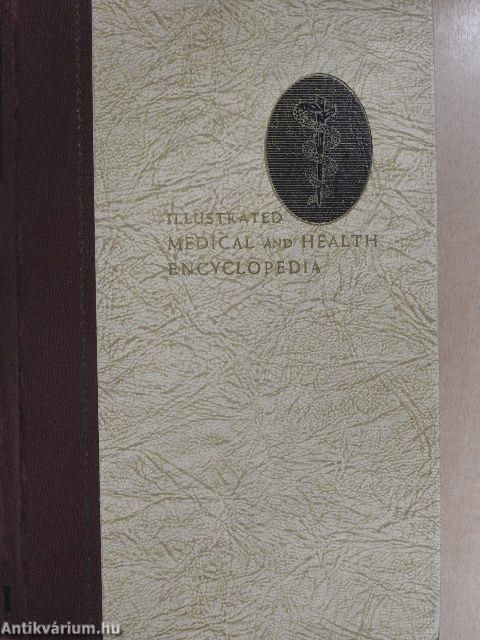 ILLUSTRATED
MEDICAL AND HEALTH
ENCYCLOPEDIA
Antikvárium.hu